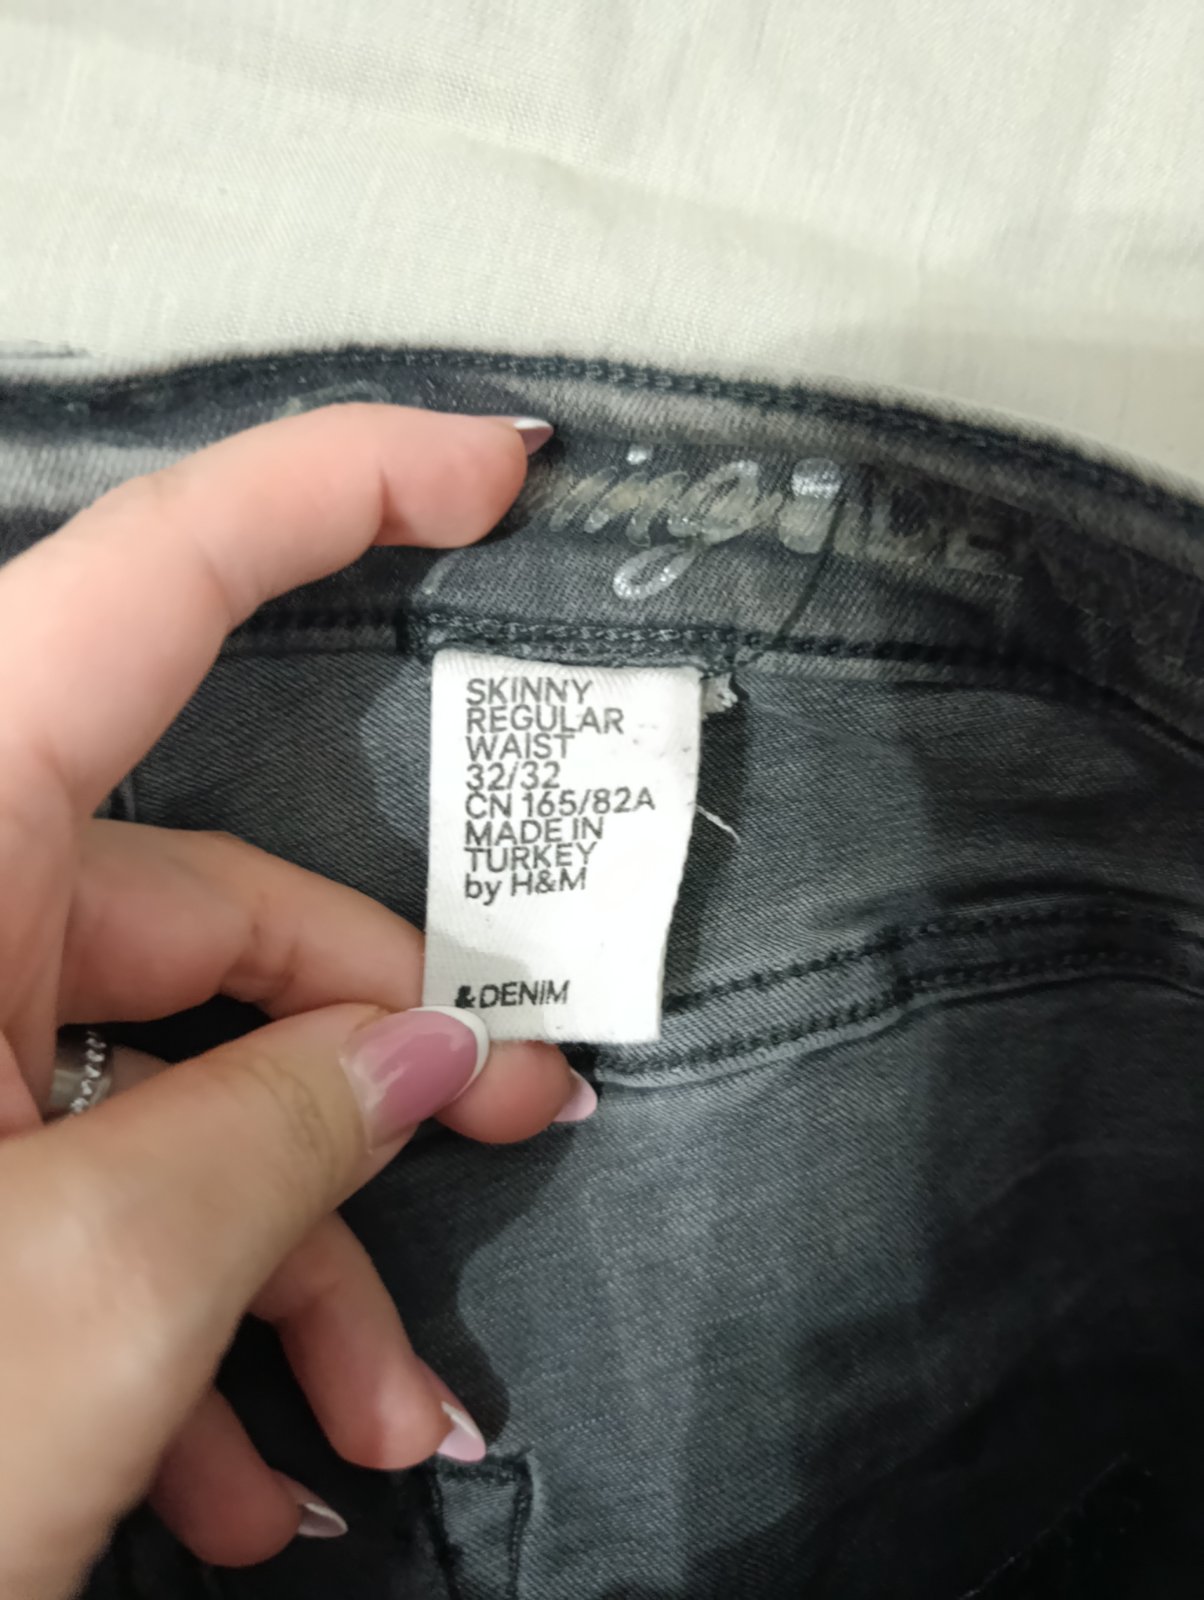 SKINNY
REGULAR
WAIST
32/32
CN 165/82A
MADE IN
TURKEY
by H&M
&DENIM